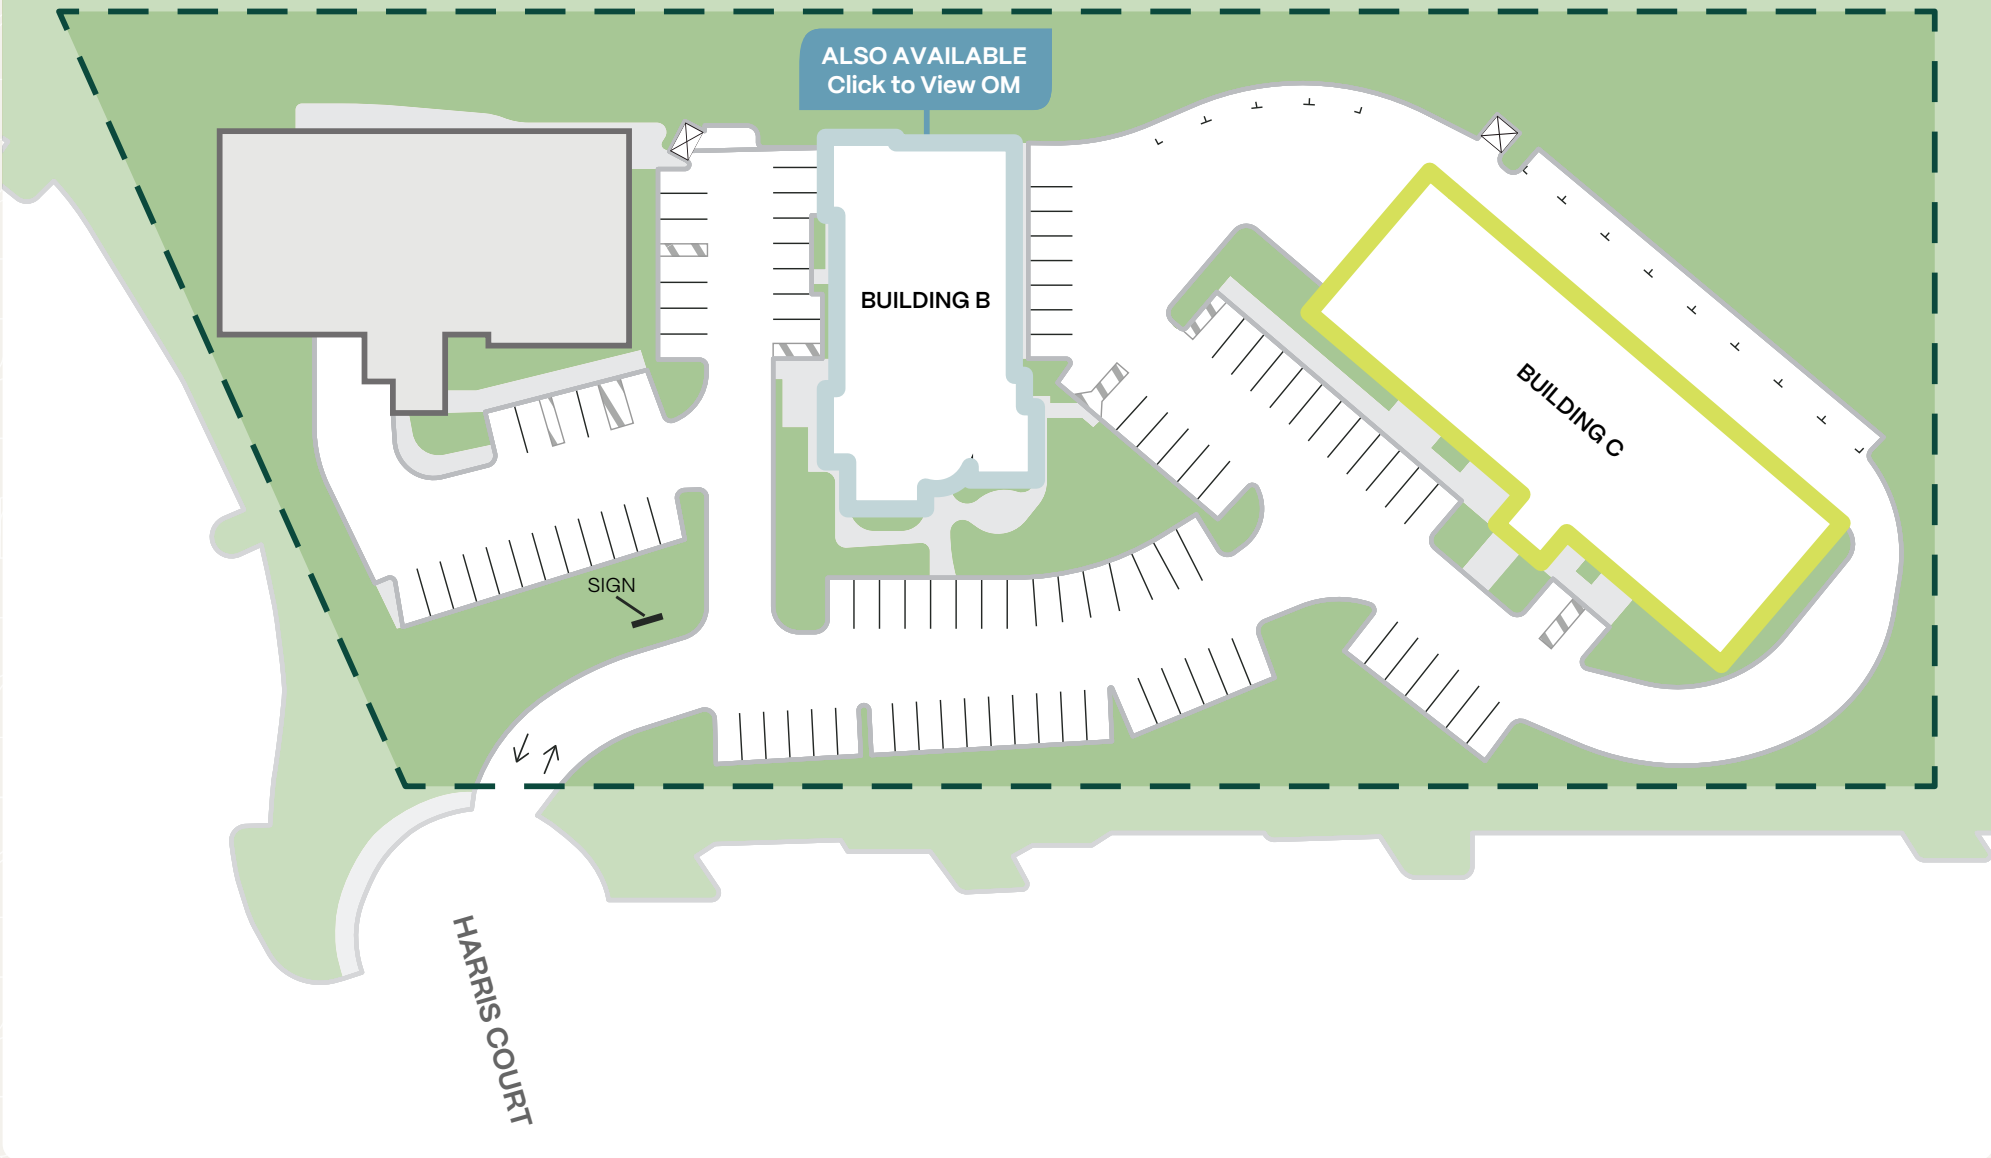 ALSO AVAILABLE
Click to View OM
BUILDING B
BUILDING C
SIGN
HARRIS COURT